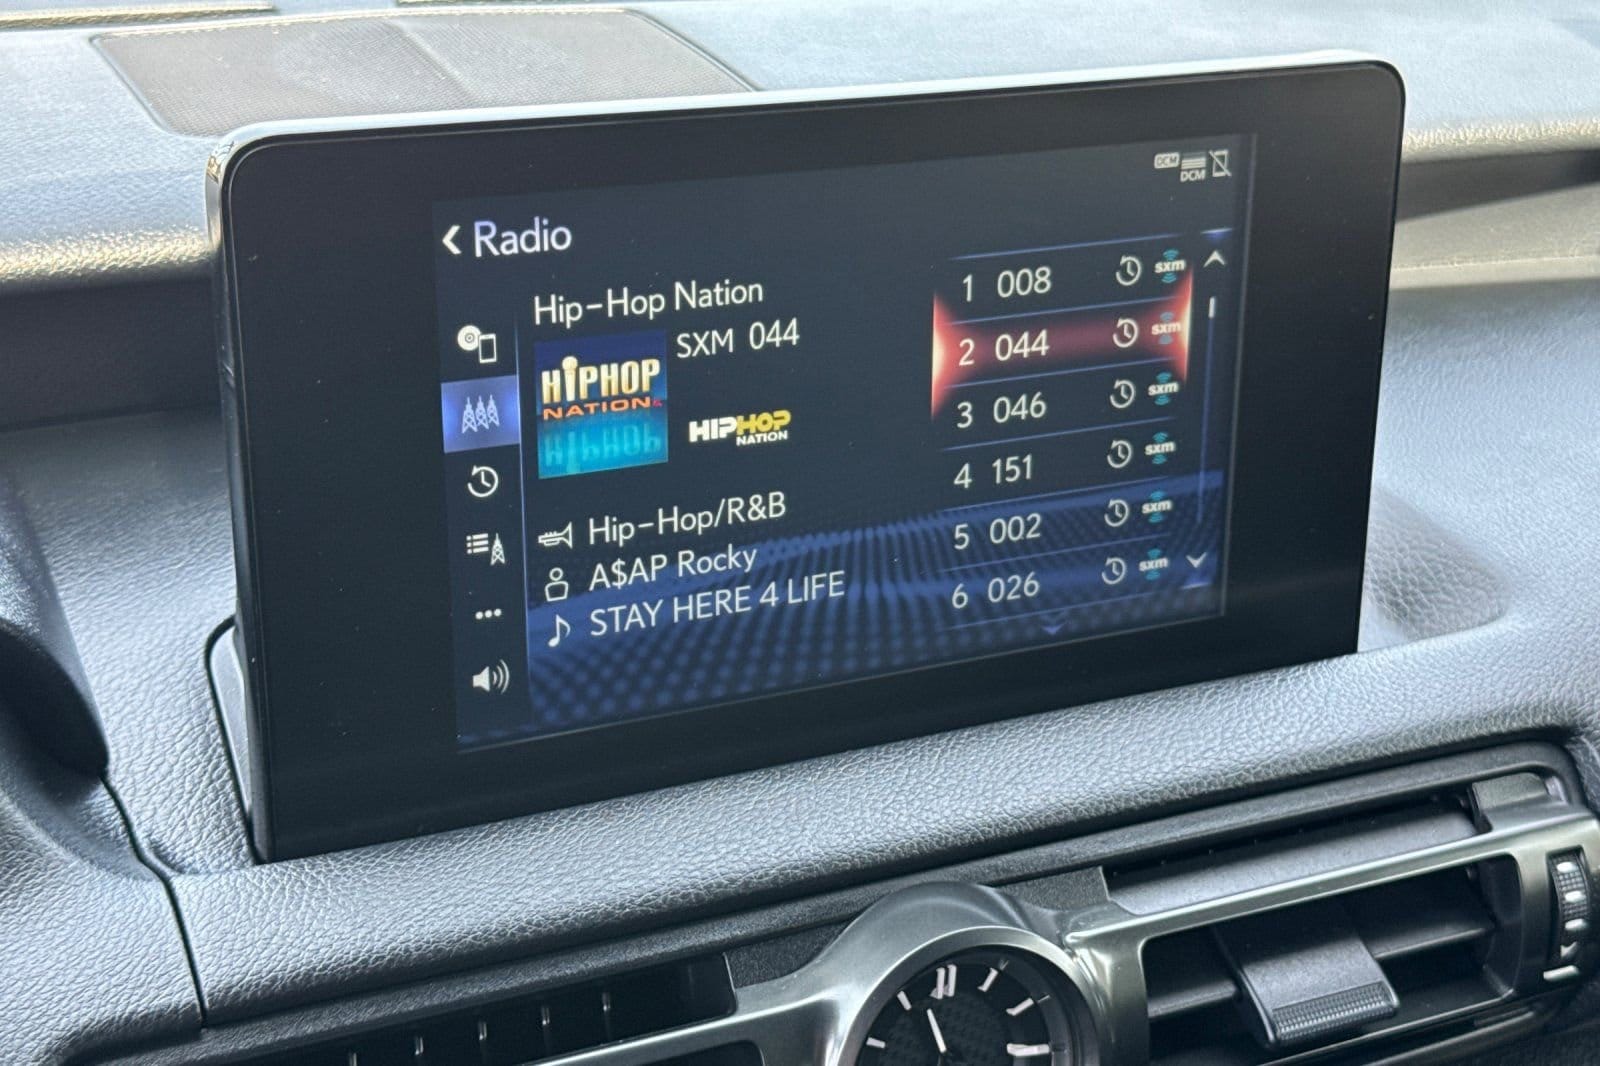 DCM
DCM
Radio
Hip-Hop Nation
SXM 044
HIPHOP
NATION
HIPHOP
NATION
Hip-Hop/R&B
A$AP Rocky
STAY HERE 4 LIFE
1 008 sxm
2 044 sxm
3 046 sxm
4 151 sxm
5 002 sxm
6 026 sxm